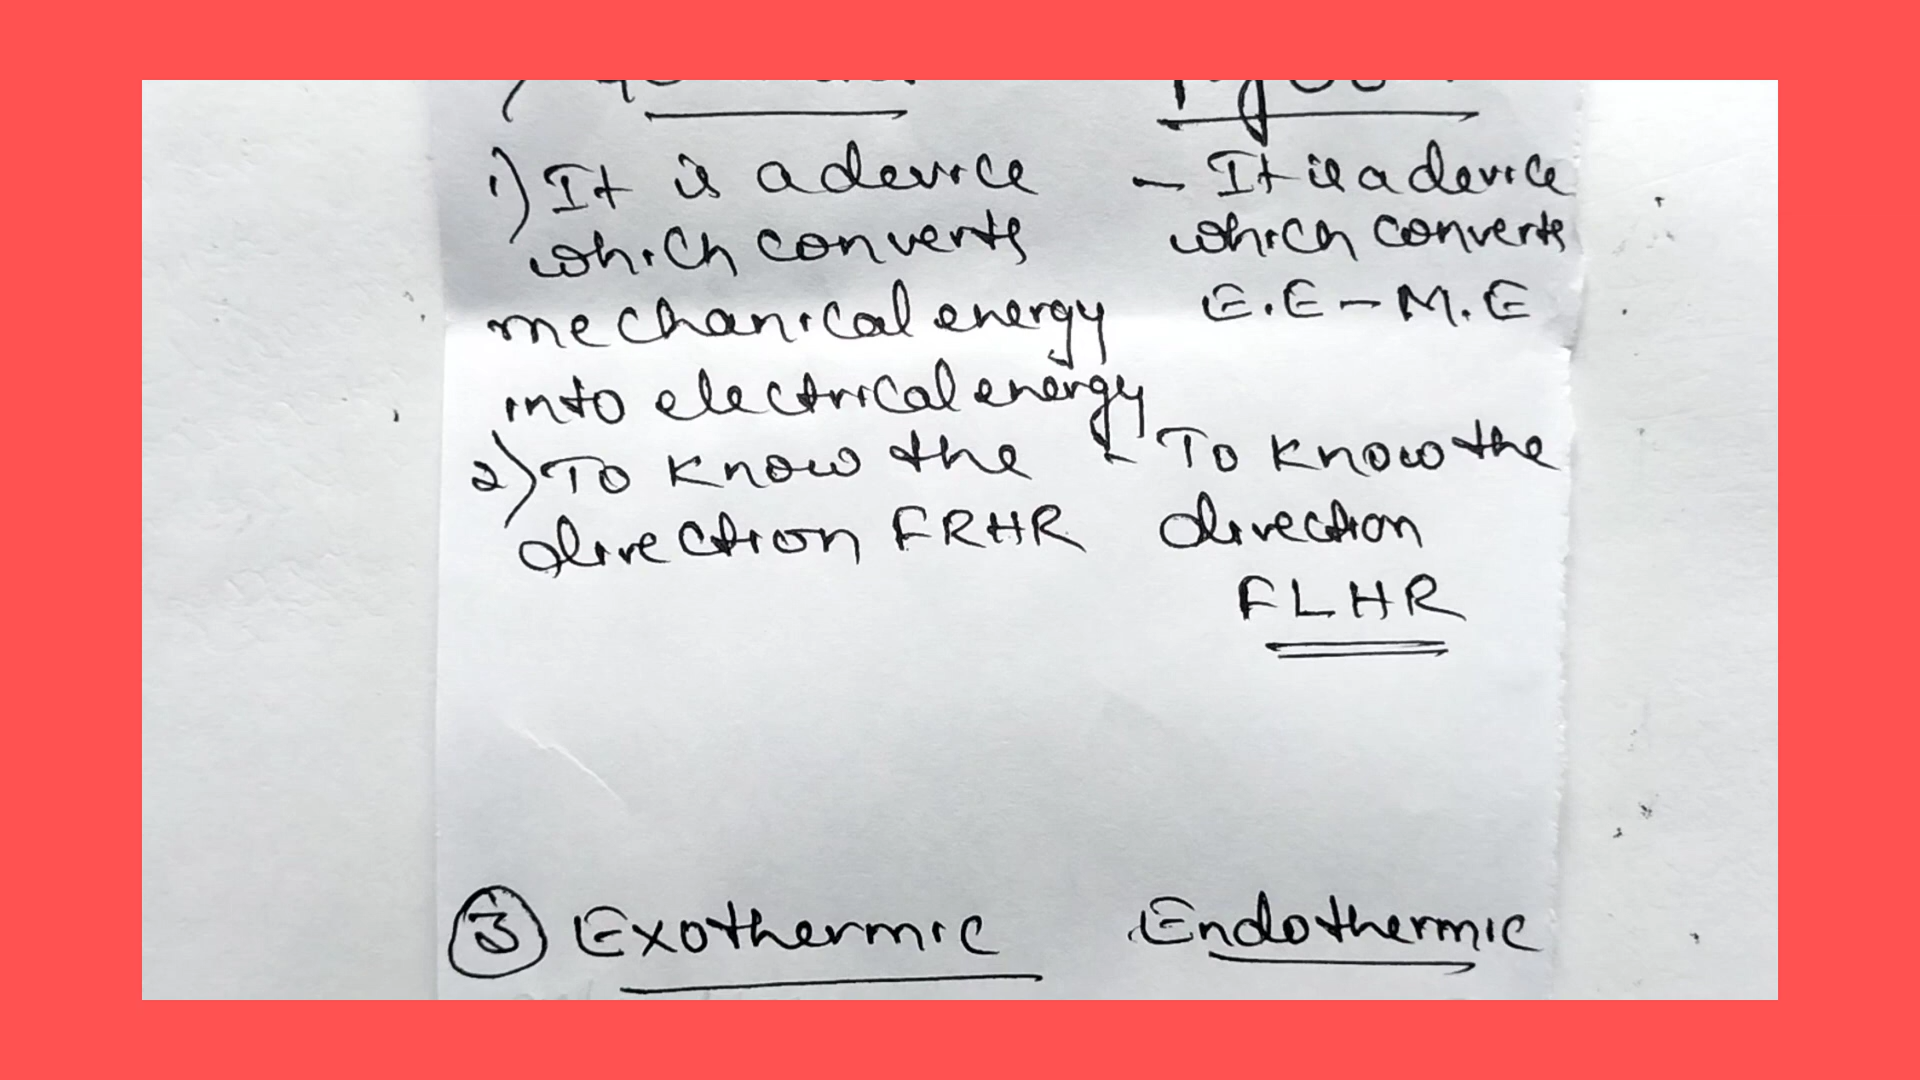 1) It is a device
which converts
mechanical energy
into electrical energy
2) To know the
direction FRHR
- It is a device
which converts
E.E - M.E
- To know the
direction
FLHR
3 Exothermic
Endothermic